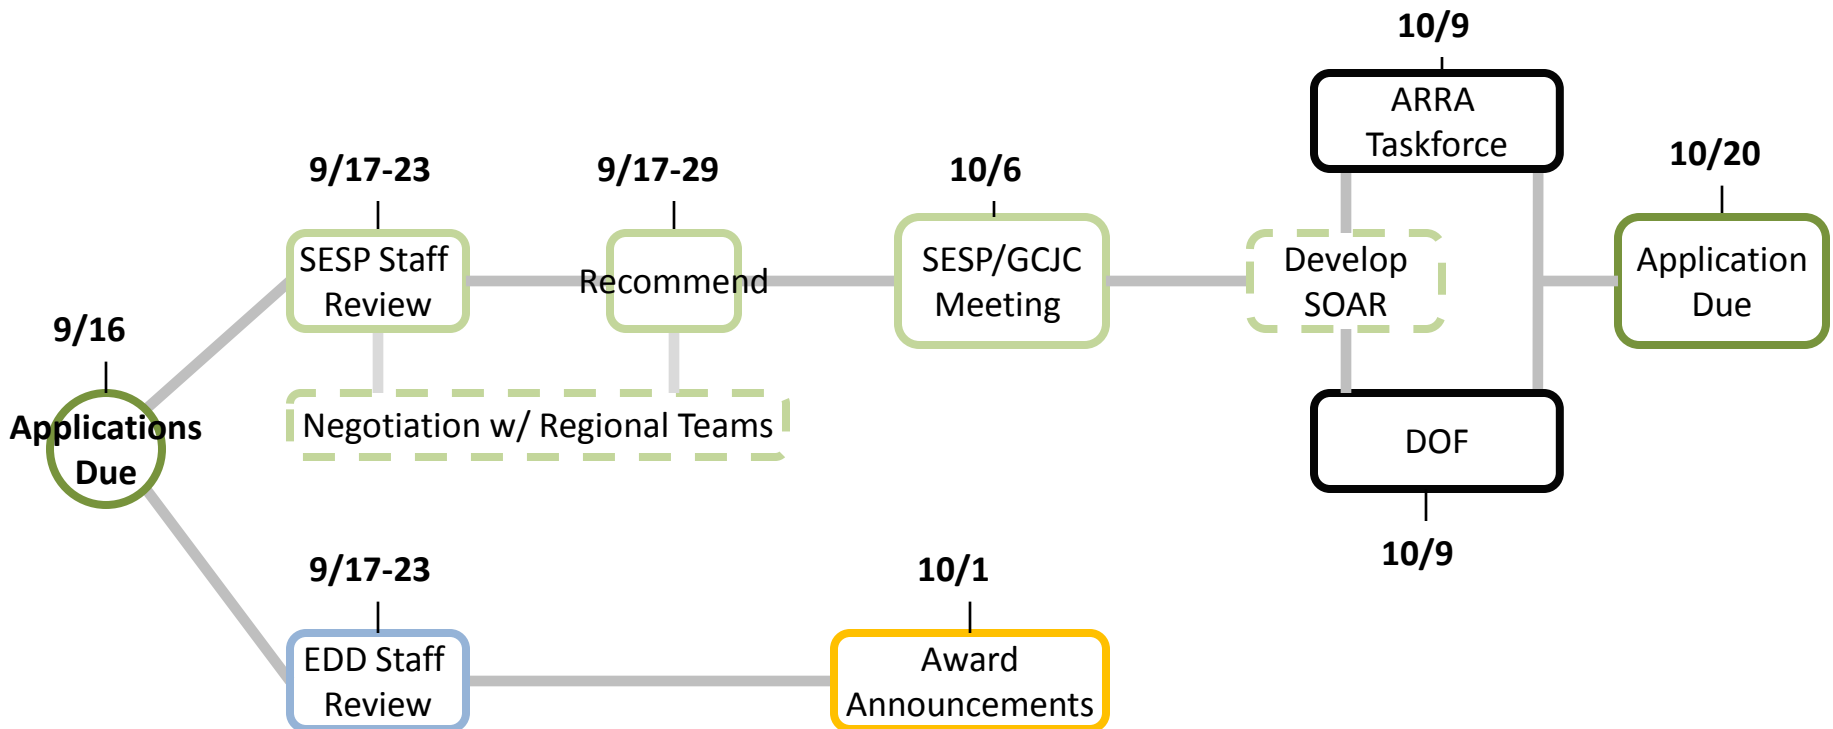 10/9
ARRA
Taskforce
9/17-23
9/17-29
10/6
10/20
SESP Staff
Review
Recommend
SESP/GCJC
Meeting
Develop
SOAR
Application
Due
9/16
Applications
Due
Negotiation w/ Regional Teams
DOF
10/9
9/17-23
10/1
EDD Staff
Review
Award
Announcements